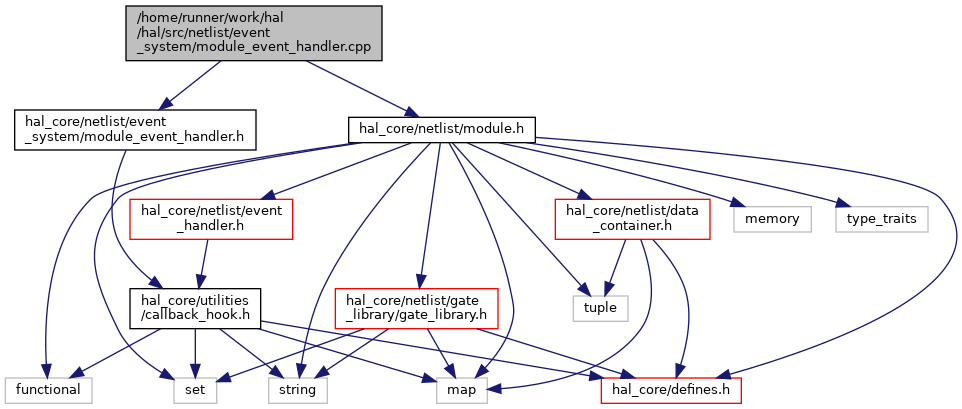 /home/runner/work/hal
/hal/src/netlist/event
_system/module_event_handler.cpp
hal_core/netlist/event
_system/module_event_handler.h
hal_core/netlist/module.h
hal_core/netlist/event
_handler.h
hal_core/netlist/data
_container.h
memory
type_traits
hal_core/utilities
/callback_hook.h
hal_core/netlist/gate
_library/gate_library.h
tuple
functional
set
string
map
hal_core/defines.h